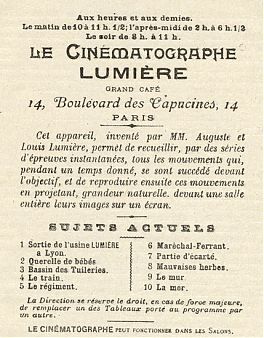 Aux heures et aux demies.
Le matin de 10 à 11 h. 1/2; l'après-midi de 2 h. à 6 h. 1/2
Le soir de 8 h. à 11 h.
LE CINÉMATOGRAPHE
LUMIÈRE
GRAND CAFÉ
14, Boulevard des Capucines, 14
PARIS
Cet appareil, inventé par MM. Auguste et
Louis Lumière, permet de recueillir, par des séries
d'épreuves instantanées, tous les mouvements qui,
pendant un temps donné, se sont succédé devant
l'objectif, et de reproduire ensuite ces mouvements
en projetant, grandeur naturelle, devant une salle
entière leurs images sur un écran.
SUJETS ACTUELS
1 Sortie de l'usine LUMIÈRE
à Lyon.
2 Querelle de bébés
3 Bassin des Tuileries.
4 Le train.
5 Le régiment.
6 Maréchal-Ferrant.
7 Partie d'écarté.
8 Mauvaises herbes.
9 Le mur.
10 La mer.
La Direction se réserve le droit, en cas de force majeure,
de remplacer un des Tableaux porté au programme par
un autre.
LE CINÉMATOGRAPHE PEUT FONCTIONNER DANS LES SALONS.